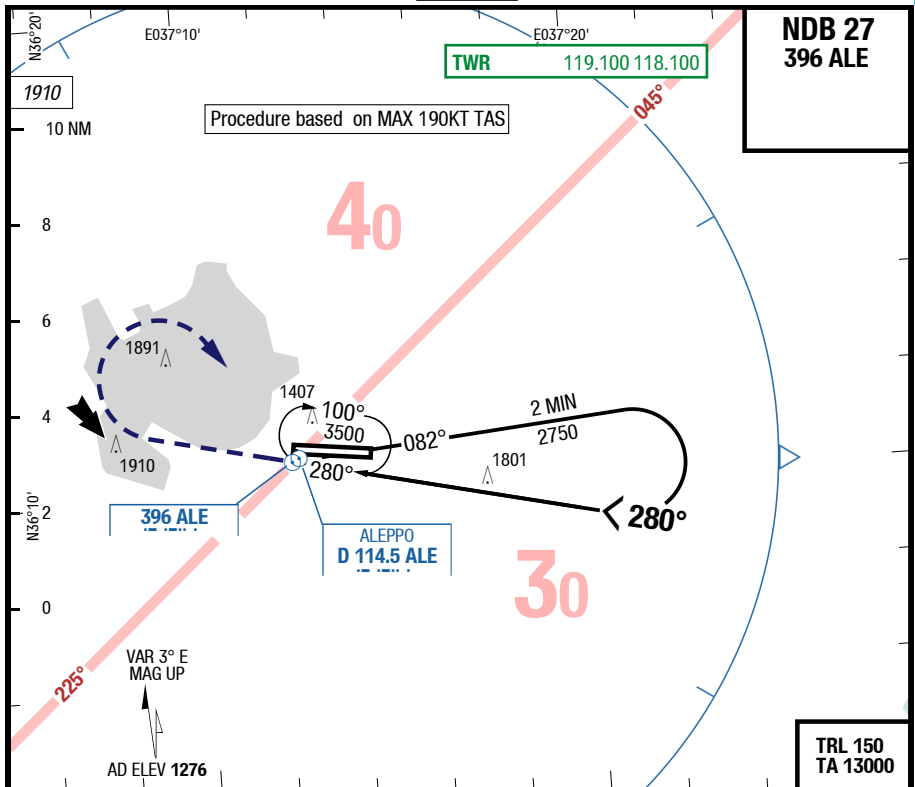 N36°20'
E037°10'
E037°20'
NDB 27
396 ALE
TWR 119.100 118.100
1910
10 NM
Procedure based on MAX 190KT TAS
045°
8
40
6
1891
4
1407
100°
3500
082°
2 MIN
2750
1910
280°
1801
280°
N36°10'
2
396 ALE
ALEPPO
D 114.5 ALE
30
0
225°
VAR 3° E
MAG UP
AD ELEV 1276
TRL 150
TA 13000